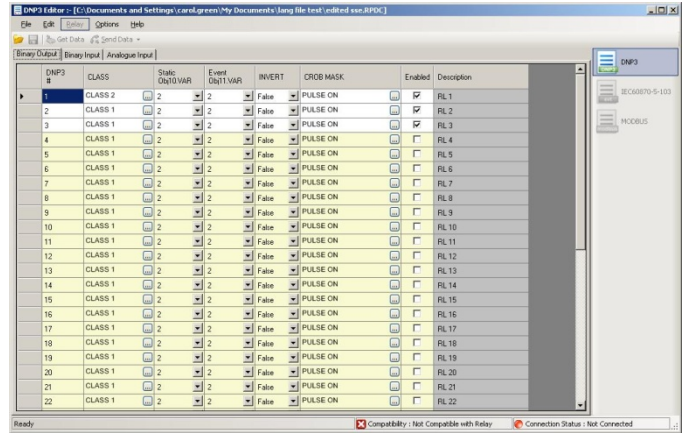 DNP3 Editor :- [C:\Documents and Settings\carol.green\My Documents\lang file test\edited sse.RPDC]
File Edit Relay Options Help
Get Data Send Data
Binary Output Binary Input Analogue Input
DNP3 # CLASS Static Obj10.VAR Event Obj11.VAR INVERT CROB MASK Enabled Description
1 CLASS 2 ... 2 2 False PULSE ON ... RL 1
2 CLASS 1 ... 2 2 False PULSE ON ... RL 2
3 CLASS 1 ... 2 2 False PULSE ON ... RL 3
4 CLASS 1 ... 2 2 False PULSE ON ... RL 4
5 CLASS 1 ... 2 2 False PULSE ON ... RL 5
6 CLASS 1 ... 2 2 False PULSE ON ... RL 6
7 CLASS 1 ... 2 2 False PULSE ON ... RL 7
8 CLASS 1 ... 2 2 False PULSE ON ... RL 8
9 CLASS 1 ... 2 2 False PULSE ON ... RL 9
10 CLASS 1 ... 2 2 False PULSE ON ... RL 10
11 CLASS 1 ... 2 2 False PULSE ON ... RL 11
12 CLASS 1 ... 2 2 False PULSE ON ... RL 12
13 CLASS 1 ... 2 2 False PULSE ON ... RL 13
14 CLASS 1 ... 2 2 False PULSE ON ... RL 14
15 CLASS 1 ... 2 2 False PULSE ON ... RL 15
16 CLASS 1 ... 2 2 False PULSE ON ... RL 16
17 CLASS 1 ... 2 2 False PULSE ON ... RL 17
18 CLASS 1 ... 2 2 False PULSE ON ... RL 18
19 CLASS 1 ... 2 2 False PULSE ON ... RL 19
20 CLASS 1 ... 2 2 False PULSE ON ... RL 20
21 CLASS 1 ... 2 2 False PULSE ON ... RL 21
22 CLASS 1 ... 2 2 False PULSE ON ... RL 22
DNP3
IEC60870-5-103
MODBUS
Ready Compatibility : Not Compatible with Relay Connection Status : Not Connected